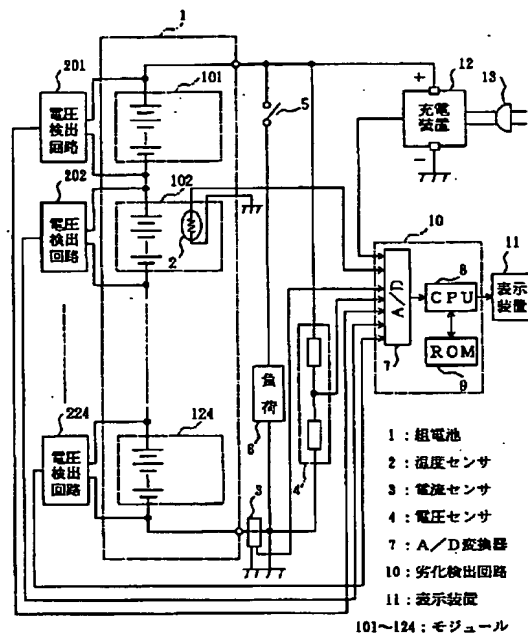 1
201
101
電圧
検出
回路
5
+
12
充電
装置
−
13
202
102
電圧
検出
回路
2
10
11
A/D
7
8
CPU
ROM
9
表示
装置
負荷
6
4
3
224
124
電圧
検出
回路
1：組電池
2：温度センサ
3：電流センサ
4：電圧センサ
7：A／D変換器
10：劣化検出回路
11：表示装置
101～124：モジュール